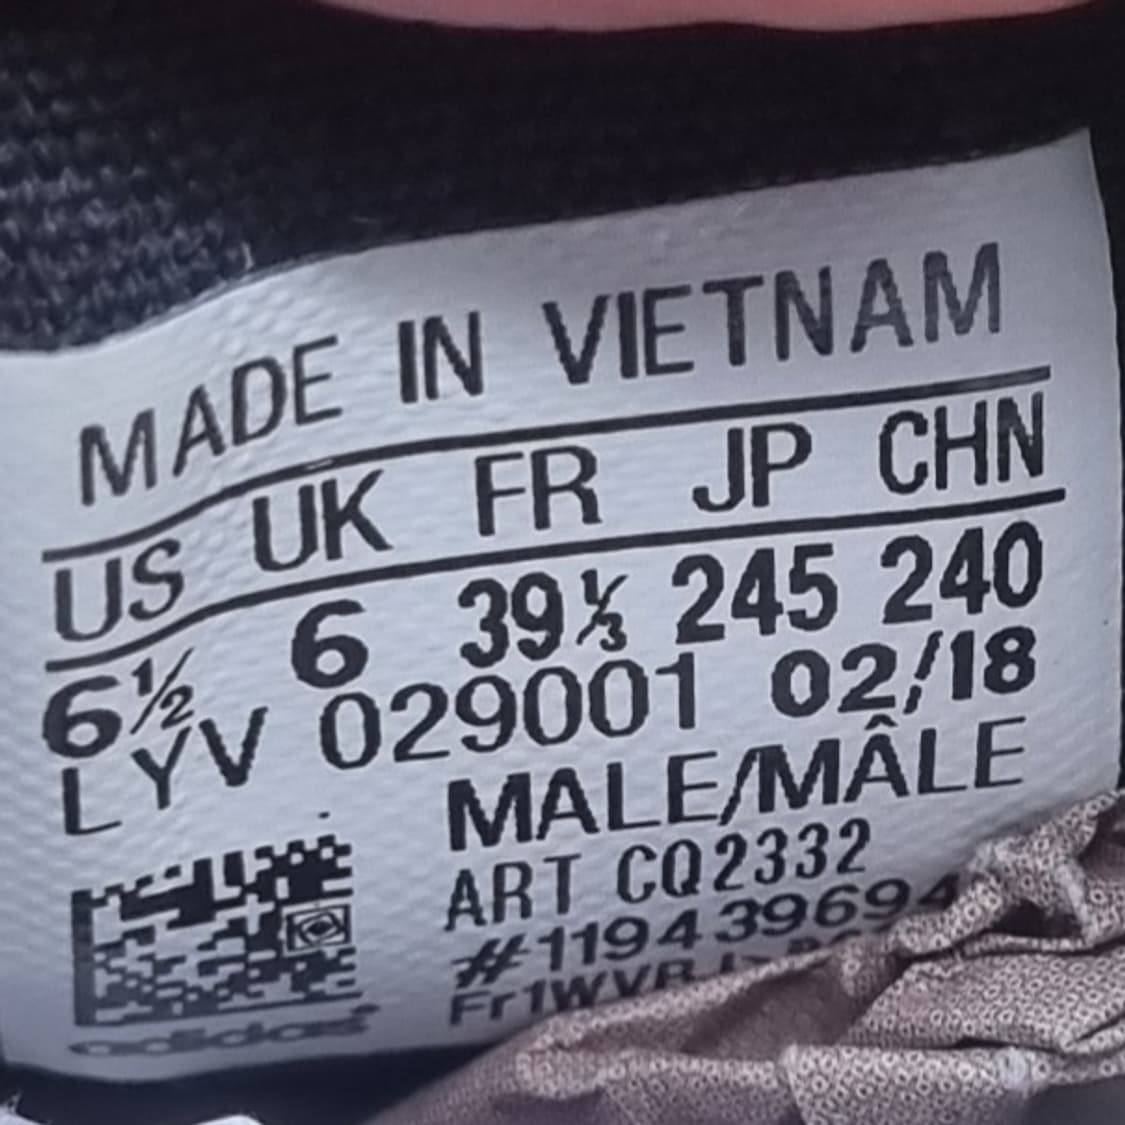 MADE IN VIETNAM
US UK FR JP CHN
6½ 6 39⅓ 245 240
LYV 029001 02/18
MALE/MÂLE
ART CQ2332
#119439694
adidas